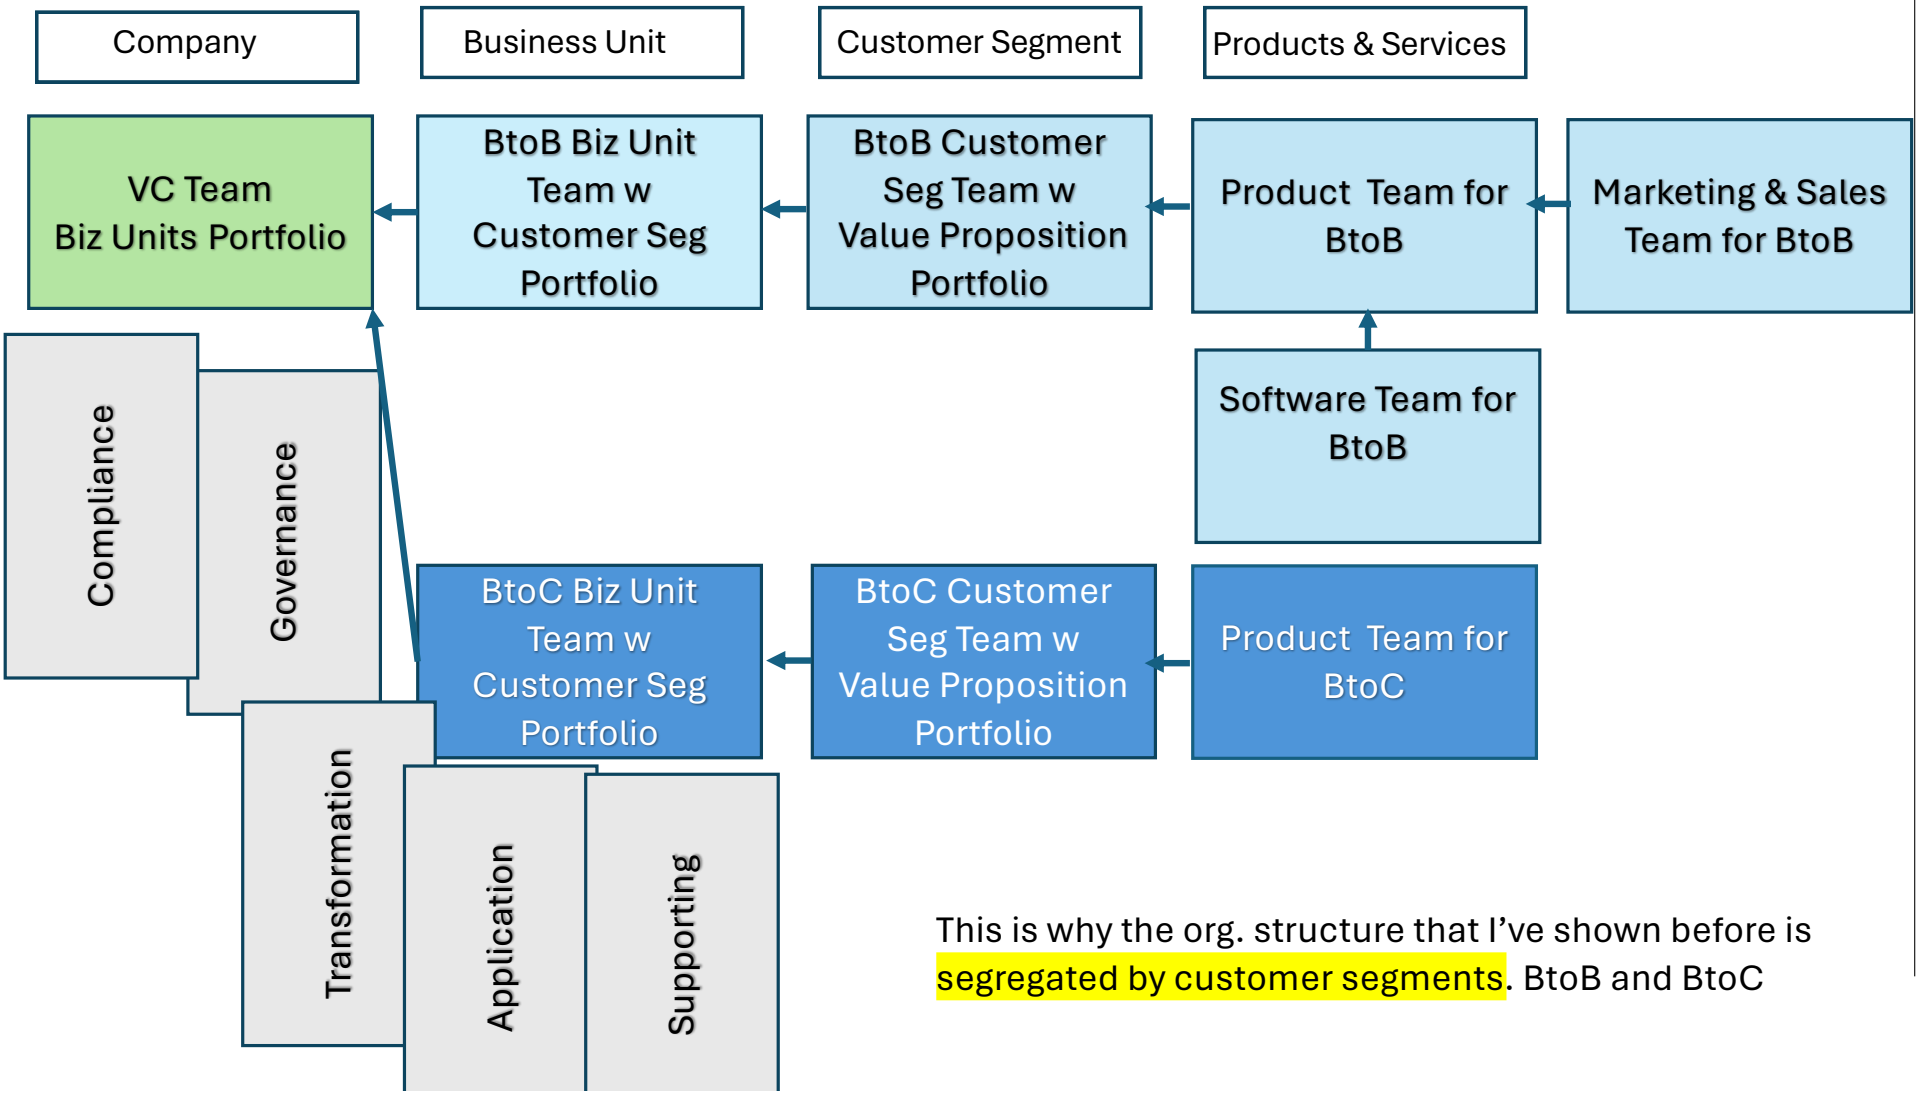 Company
Business Unit
Customer Segment
Products & Services
VC Team
Biz Units Portfolio
BtoB Biz Unit
Team w
Customer Seg
Portfolio
BtoB Customer
Seg Team w
Value Proposition
Portfolio
Product Team for
BtoB
Marketing & Sales
Team for BtoB
Software Team for
BtoB
Compliance
Governance
BtoC Biz Unit
Team w
Customer Seg
Portfolio
BtoC Customer
Seg Team w
Value Proposition
Portfolio
Product Team for
BtoC
Transformation
Application
Supporting
This is why the org. structure that I’ve shown before is
segregated by customer segments. BtoB and BtoC